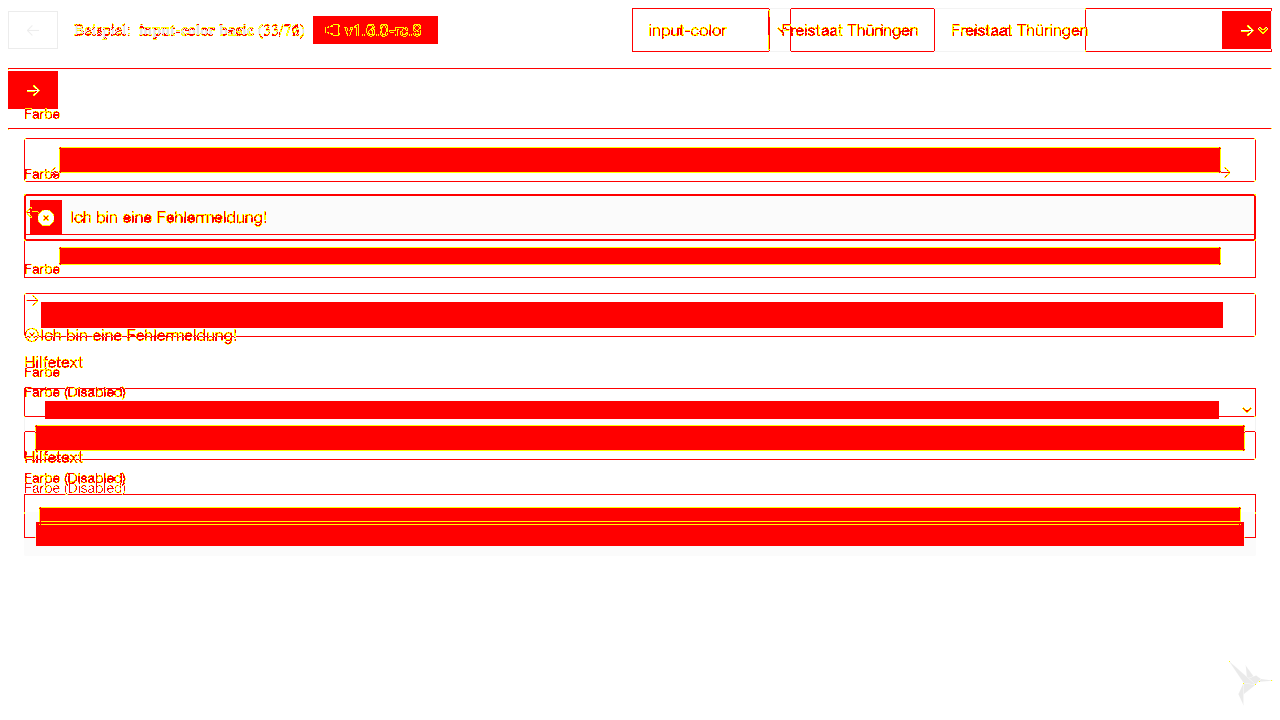 Beispiel: input-color basic (33/76) v1.6.0-rc.9 input-color Freistaat Thüringen Freistaat Thüringen
Farbe
Farbe
Ich bin eine Fehlermeldung!
Farbe
Ich bin eine Fehlermeldung!
Hilfetext
Farbe
Farbe (Disabled)
Hilfetext
Farbe (Disabled)
Farbe (Disabled)